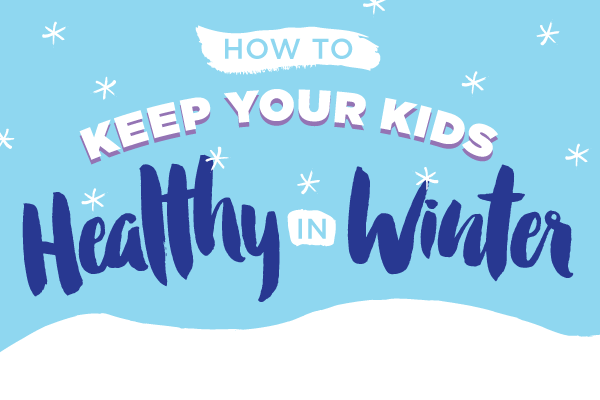 HOW TO
KEEP YOUR KIDS
Healthy IN Winter